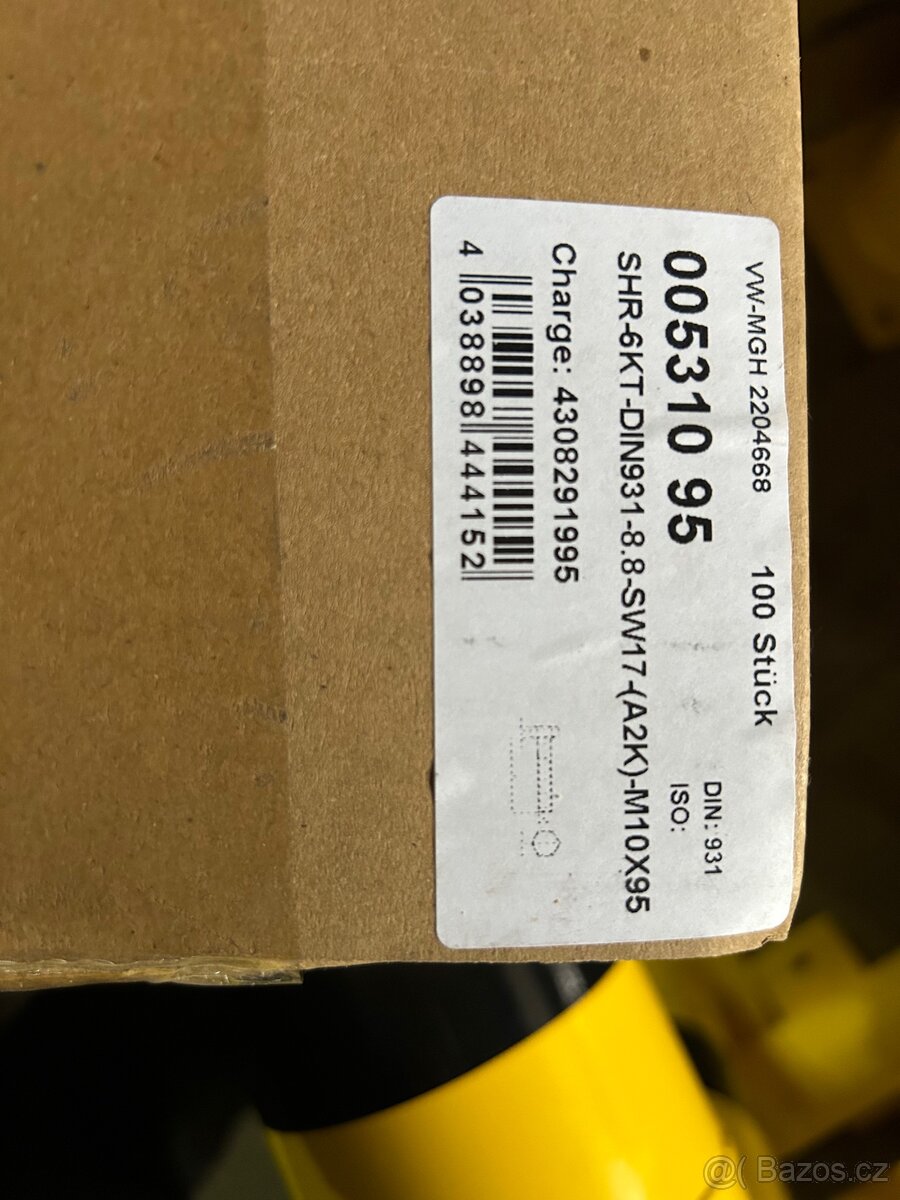 VW-MGH 2204668 100 Stück
005310 95
DIN: 931
ISO:
SHR-6KT-DIN931-8.8-SW17-(A2K)-M10X95
Charge: 4308291995
4 038898 444152
@( Bazos.cz